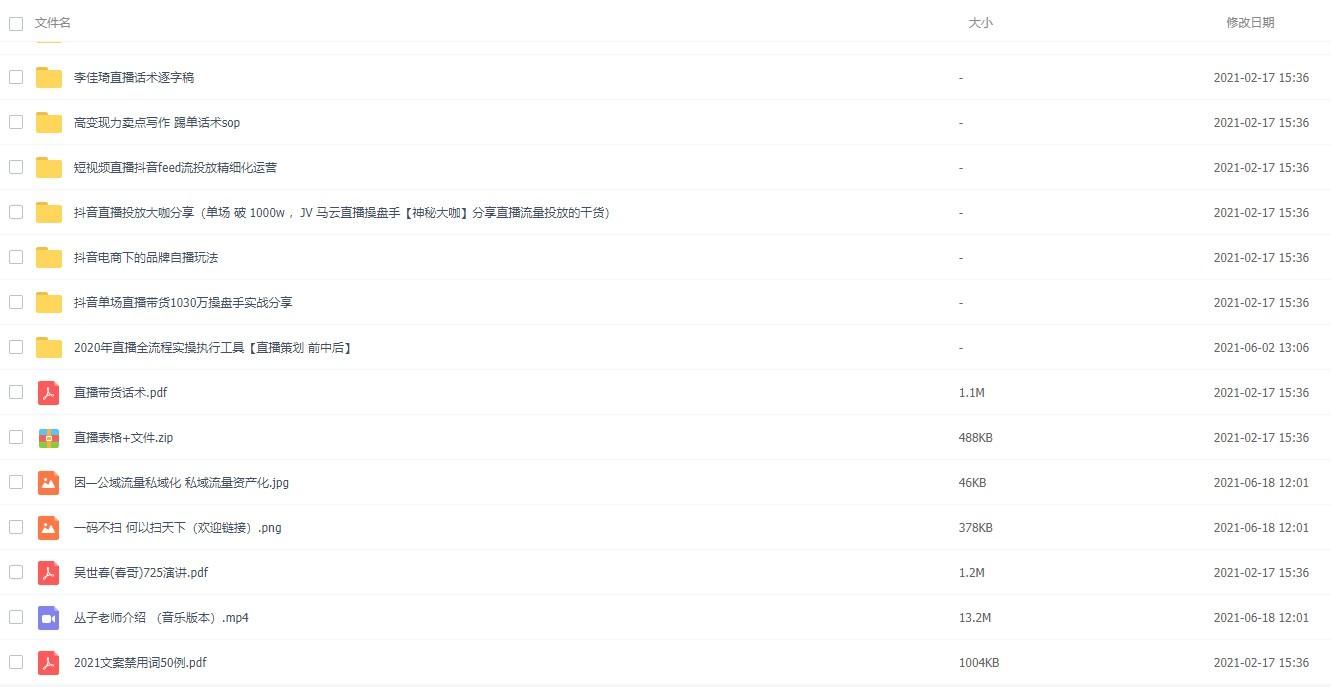 文件名 大小 修改日期
李佳琦直播话术逐字稿 - 2021-02-17 15:36
高变现力卖点写作 踢单话术sop - 2021-02-17 15:36
短视频直播抖音feed流投放精细化运营 - 2021-02-17 15:36
抖音直播投放大咖分享（单场 破 1000w ，JV 马云直播操盘手【神秘大咖】分享直播流量投放的干货） - 2021-02-17 15:36
抖音电商下的品牌自播玩法 - 2021-02-17 15:36
抖音单场直播带货1030万操盘手实战分享 - 2021-02-17 15:36
2020年直播全流程实操执行工具【直播策划 前中后】 - 2021-06-02 13:06
直播带货话术.pdf 1.1M 2021-02-17 15:36
直播表格+文件.zip 488KB 2021-02-17 15:36
因—公域流量私域化 私域流量资产化.jpg 46KB 2021-06-18 12:01
一码不扫 何以扫天下（欢迎链接）.png 378KB 2021-06-18 12:01
吴世春(春哥)725演讲.pdf 1.2M 2021-02-17 15:36
丛子老师介绍 （音乐版本）.mp4 13.2M 2021-06-18 12:01
2021文案禁用词50例.pdf 1004KB 2021-02-17 15:36